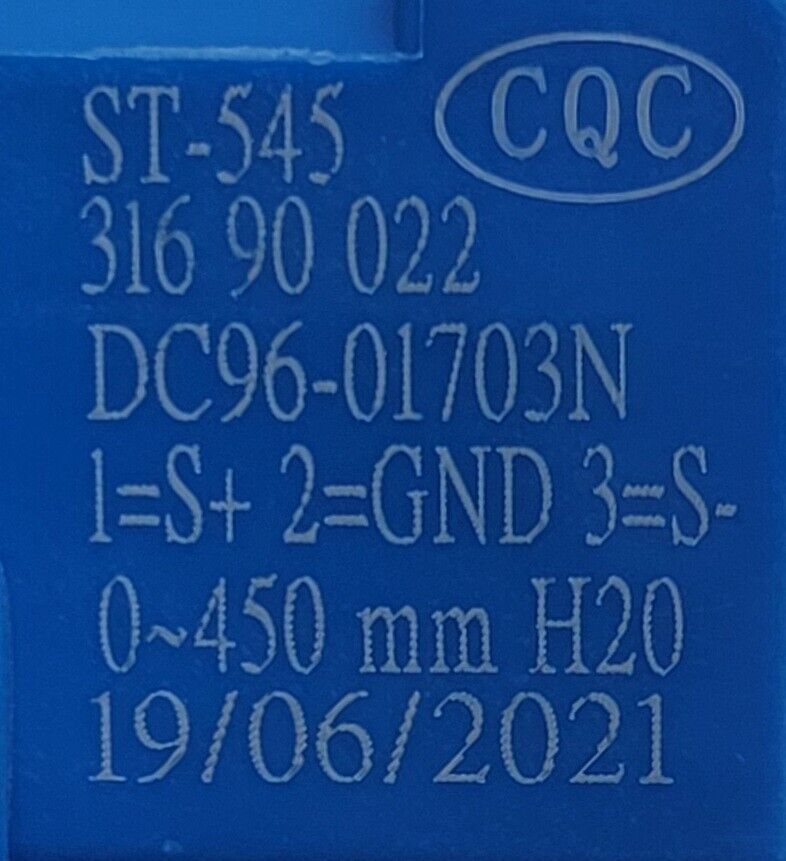 ST-545
CQC
316 90 022
DC96-01703N
1=S+ 2=GND 3=S-
0~450 mm H20
19/06/2021